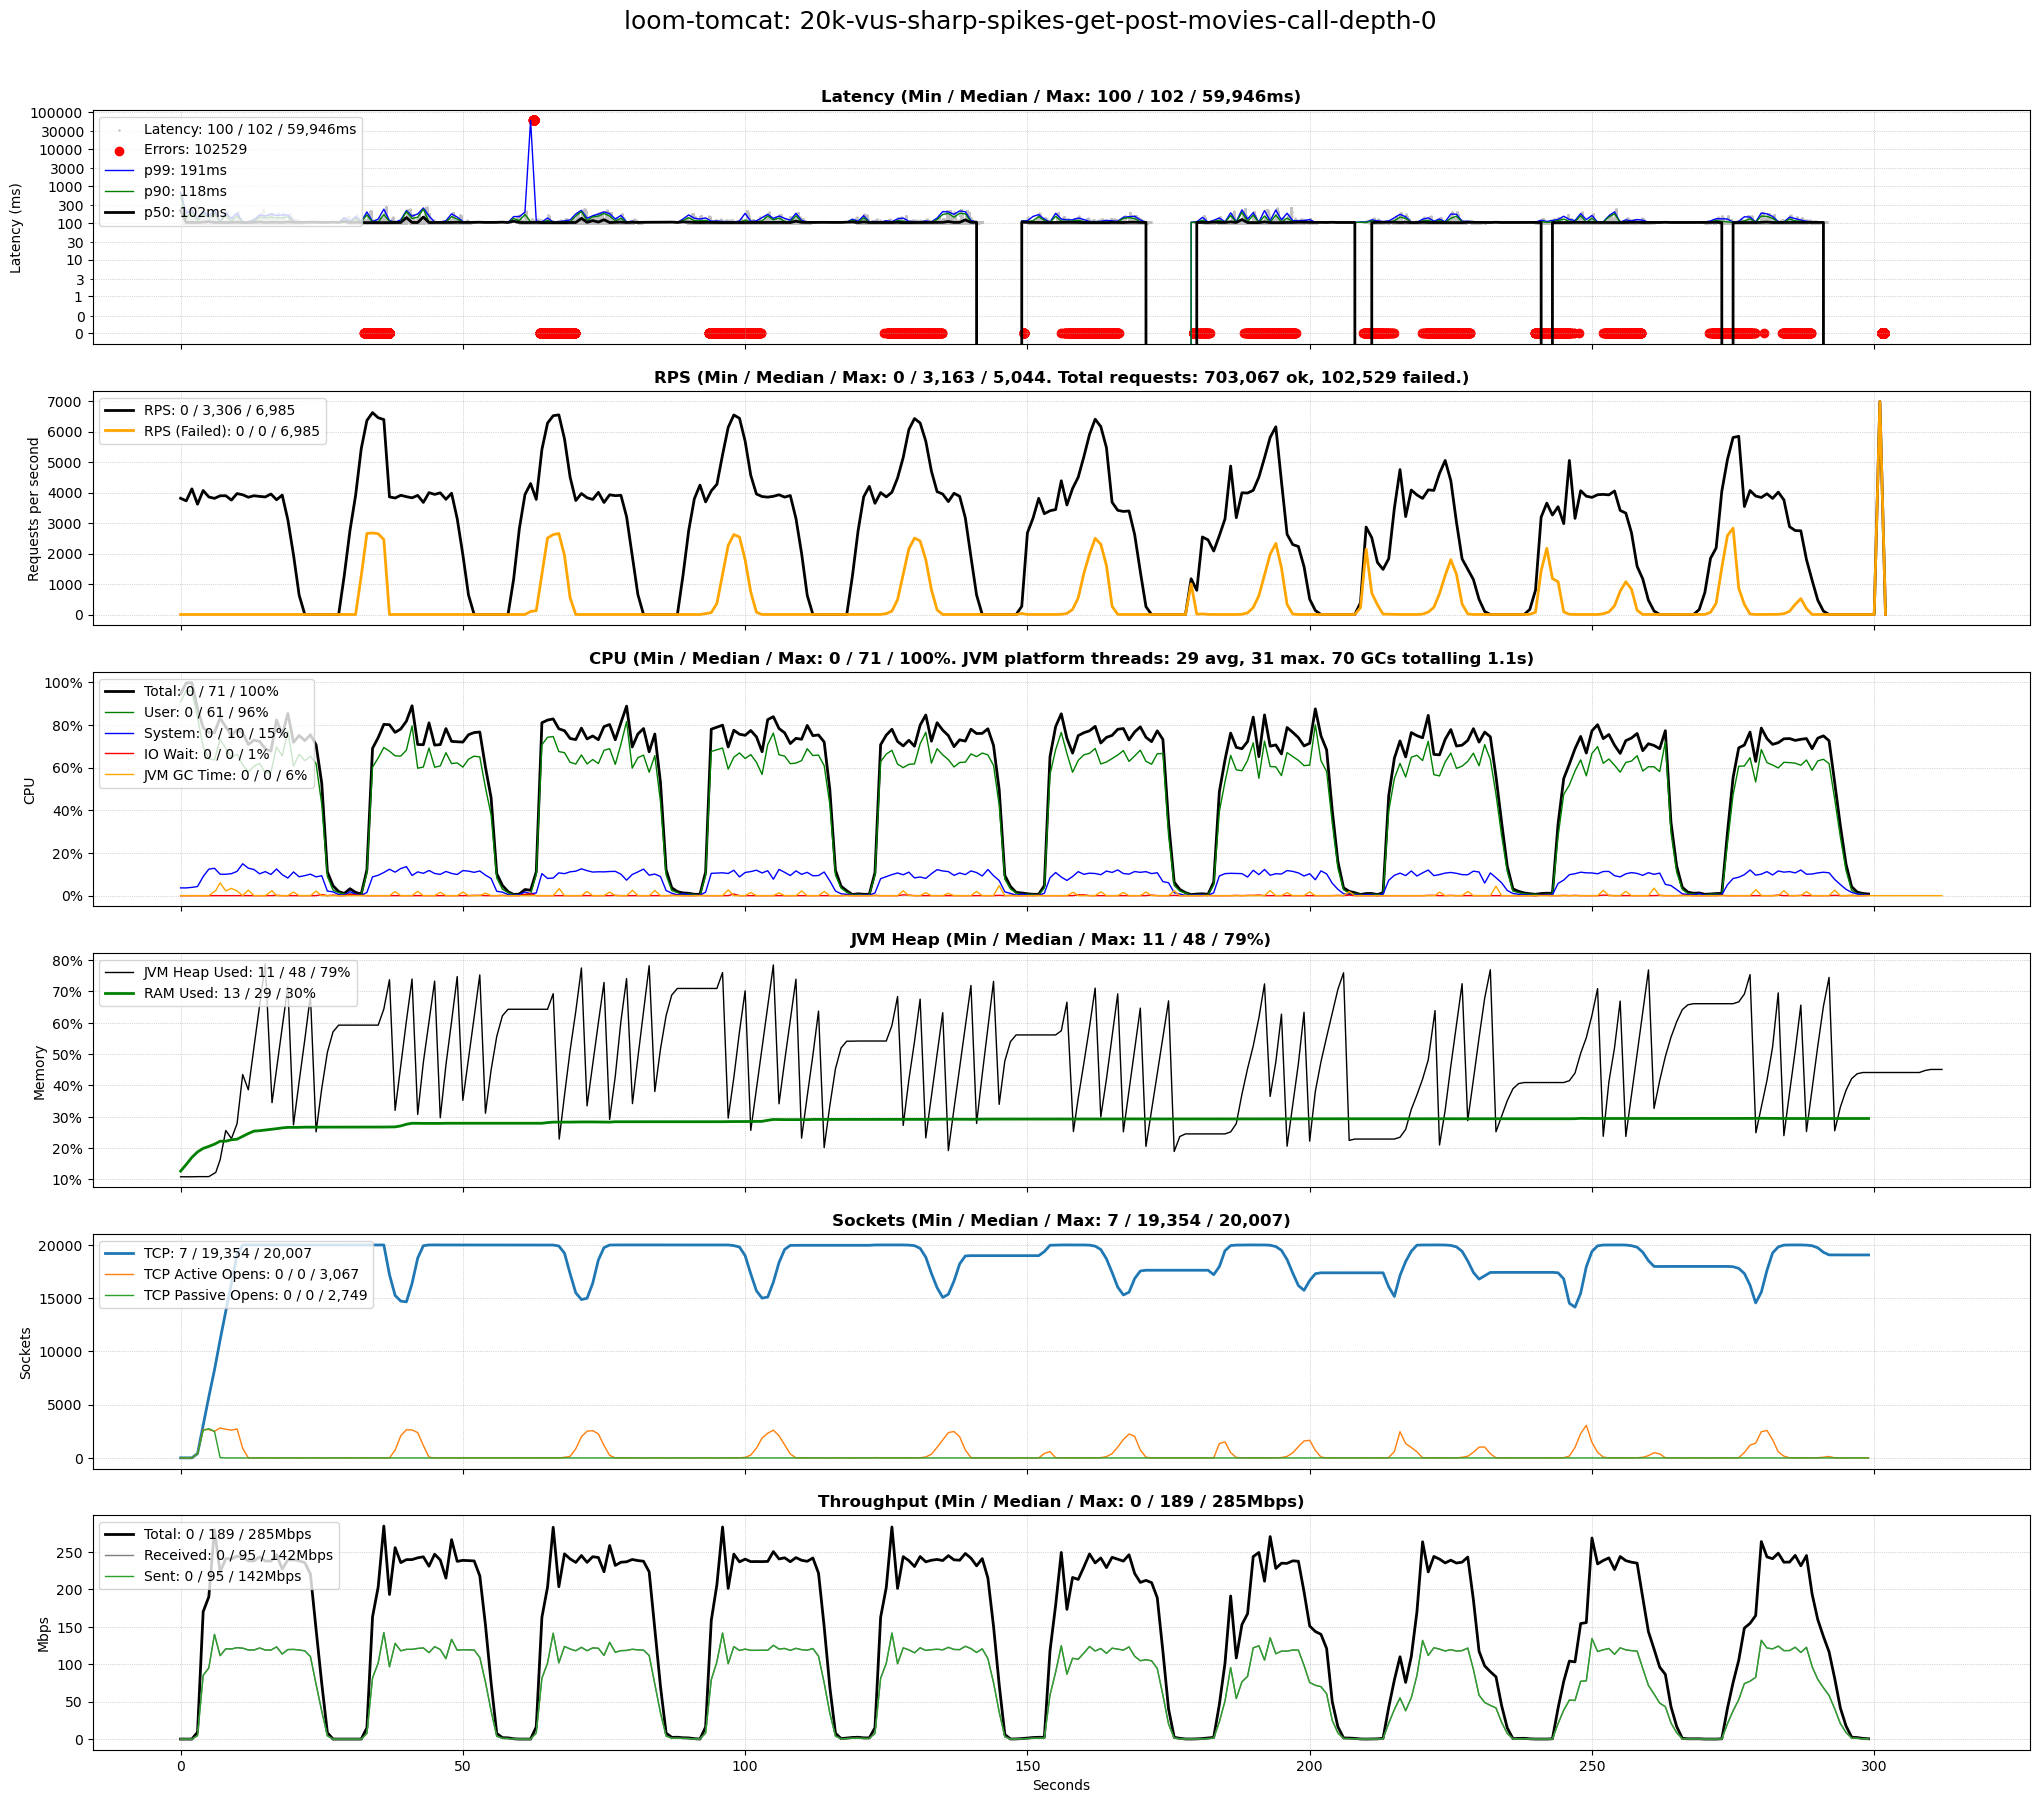 loom-tomcat: 20k-vus-sharp-spikes-get-post-movies-call-depth-0
Latency (Min / Median / Max: 100 / 102 / 59,946ms)
Latency (ms)
100000
30000
10000
3000
1000
300
100
30
10
3
1
0
0
Latency: 100 / 102 / 59,946ms
Errors: 102529
p99: 191ms
p90: 118ms
p50: 102ms
RPS (Min / Median / Max: 0 / 3,163 / 5,044. Total requests: 703,067 ok, 102,529 failed.)
Requests per second
7000
6000
5000
4000
3000
2000
1000
0
RPS: 0 / 3,306 / 6,985
RPS (Failed): 0 / 0 / 6,985
CPU (Min / Median / Max: 0 / 71 / 100%. JVM platform threads: 29 avg, 31 max. 70 GCs totalling 1.1s)
CPU
100%
80%
60%
40%
20%
0%
Total: 0 / 71 / 100%
User: 0 / 61 / 96%
System: 0 / 10 / 15%
IO Wait: 0 / 0 / 1%
JVM GC Time: 0 / 0 / 6%
JVM Heap (Min / Median / Max: 11 / 48 / 79%)
Memory
80%
70%
60%
50%
40%
30%
20%
10%
JVM Heap Used: 11 / 48 / 79%
RAM Used: 13 / 29 / 30%
Sockets (Min / Median / Max: 7 / 19,354 / 20,007)
Sockets
20000
15000
10000
5000
0
TCP: 7 / 19,354 / 20,007
TCP Active Opens: 0 / 0 / 3,067
TCP Passive Opens: 0 / 0 / 2,749
Throughput (Min / Median / Max: 0 / 189 / 285Mbps)
Mbps
250
200
150
100
50
0
Total: 0 / 189 / 285Mbps
Received: 0 / 95 / 142Mbps
Sent: 0 / 95 / 142Mbps
0 50 100 150 200 250 300
Seconds